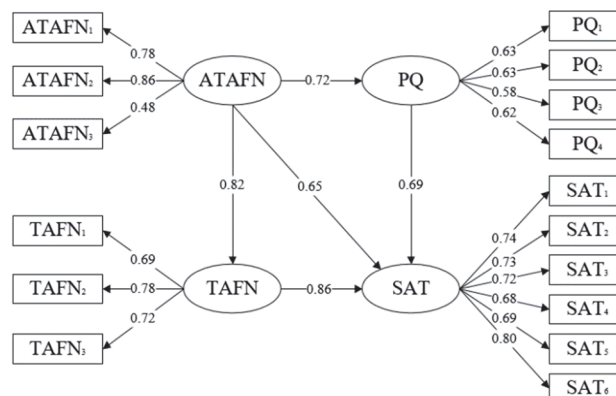 ATAFN₁
ATAFN₂
ATAFN₃
0.78
0.86
0.48
ATAFN
0.72
PQ
0.63
0.63
0.58
0.62
PQ₁
PQ₂
PQ₃
PQ₄
0.82
0.65
0.69
TAFN₁
TAFN₂
TAFN₃
0.69
0.78
0.72
TAFN
0.86
SAT
0.74
0.73
0.72
0.68
0.69
0.80
SAT₁
SAT₂
SAT₃
SAT₄
SAT₅
SAT₆